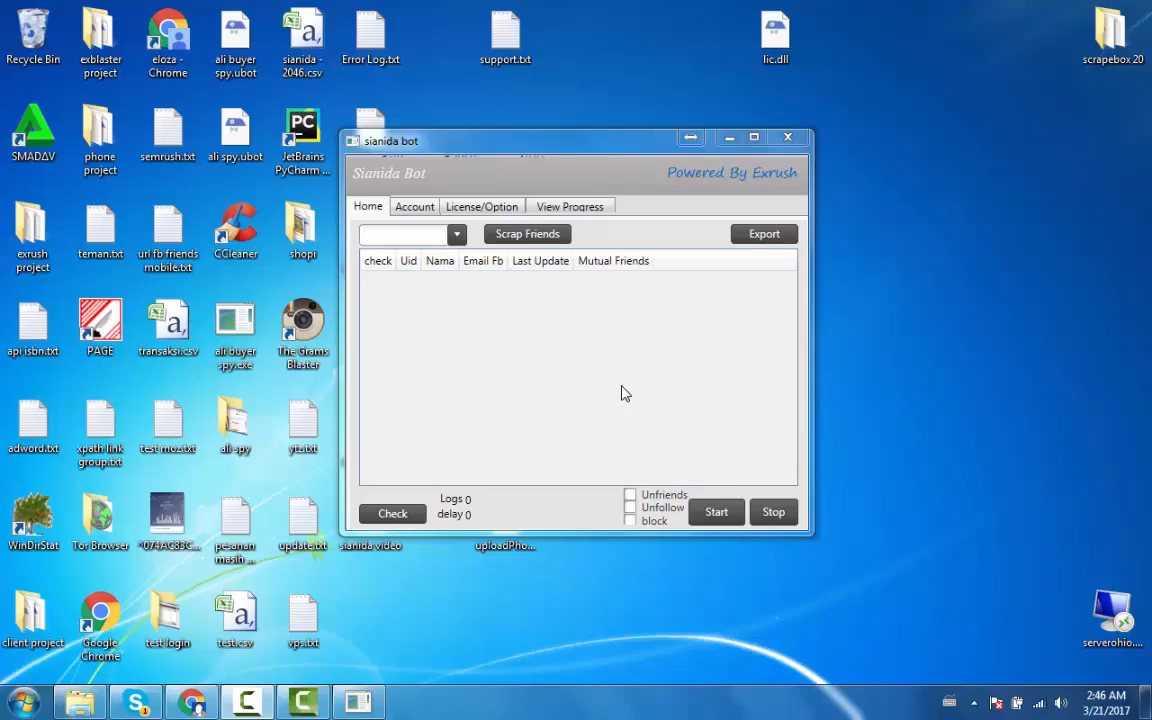 Recycle Bin
exblaster
project
eloza -
Chrome
ali buyer
spy.ubot
sianida -
2046.csv
Error Log.txt
support.txt
lic.dll
scrapebox 20
SMADΔV
phone
project
semrush.txt
ali spy.ubot
PC
JetBrains
PyCharm ...
sianida bot
Sianida Bot
Powered By Exrush
Home
Account
License/Option
View Progress
Scrap Friends
Export
check
Uid
Nama
Email Fb
Last Update
Mutual Friends
exrush
project
teman.txt
url fb friends
mobile.txt
CCleaner
shopi
api isbn.txt
PAGE
transaksi.csv
ali buyer
spy.exe
The Grams
Blaster
adword.txt
xpath link
group.txt
test moz.txt
ali spy
ytz.txt
Logs 0
delay 0
Check
Unfriends
Unfollow
block
Start
Stop
WinDirStat
Tor Browser
^074AC83C...
pesanan
masin ...
update.txt
sianida video
uploadPho...
client project
Google
Chrome
test login
test.csv
vps.txt
serverohio....
2:46 AM
3/21/2017